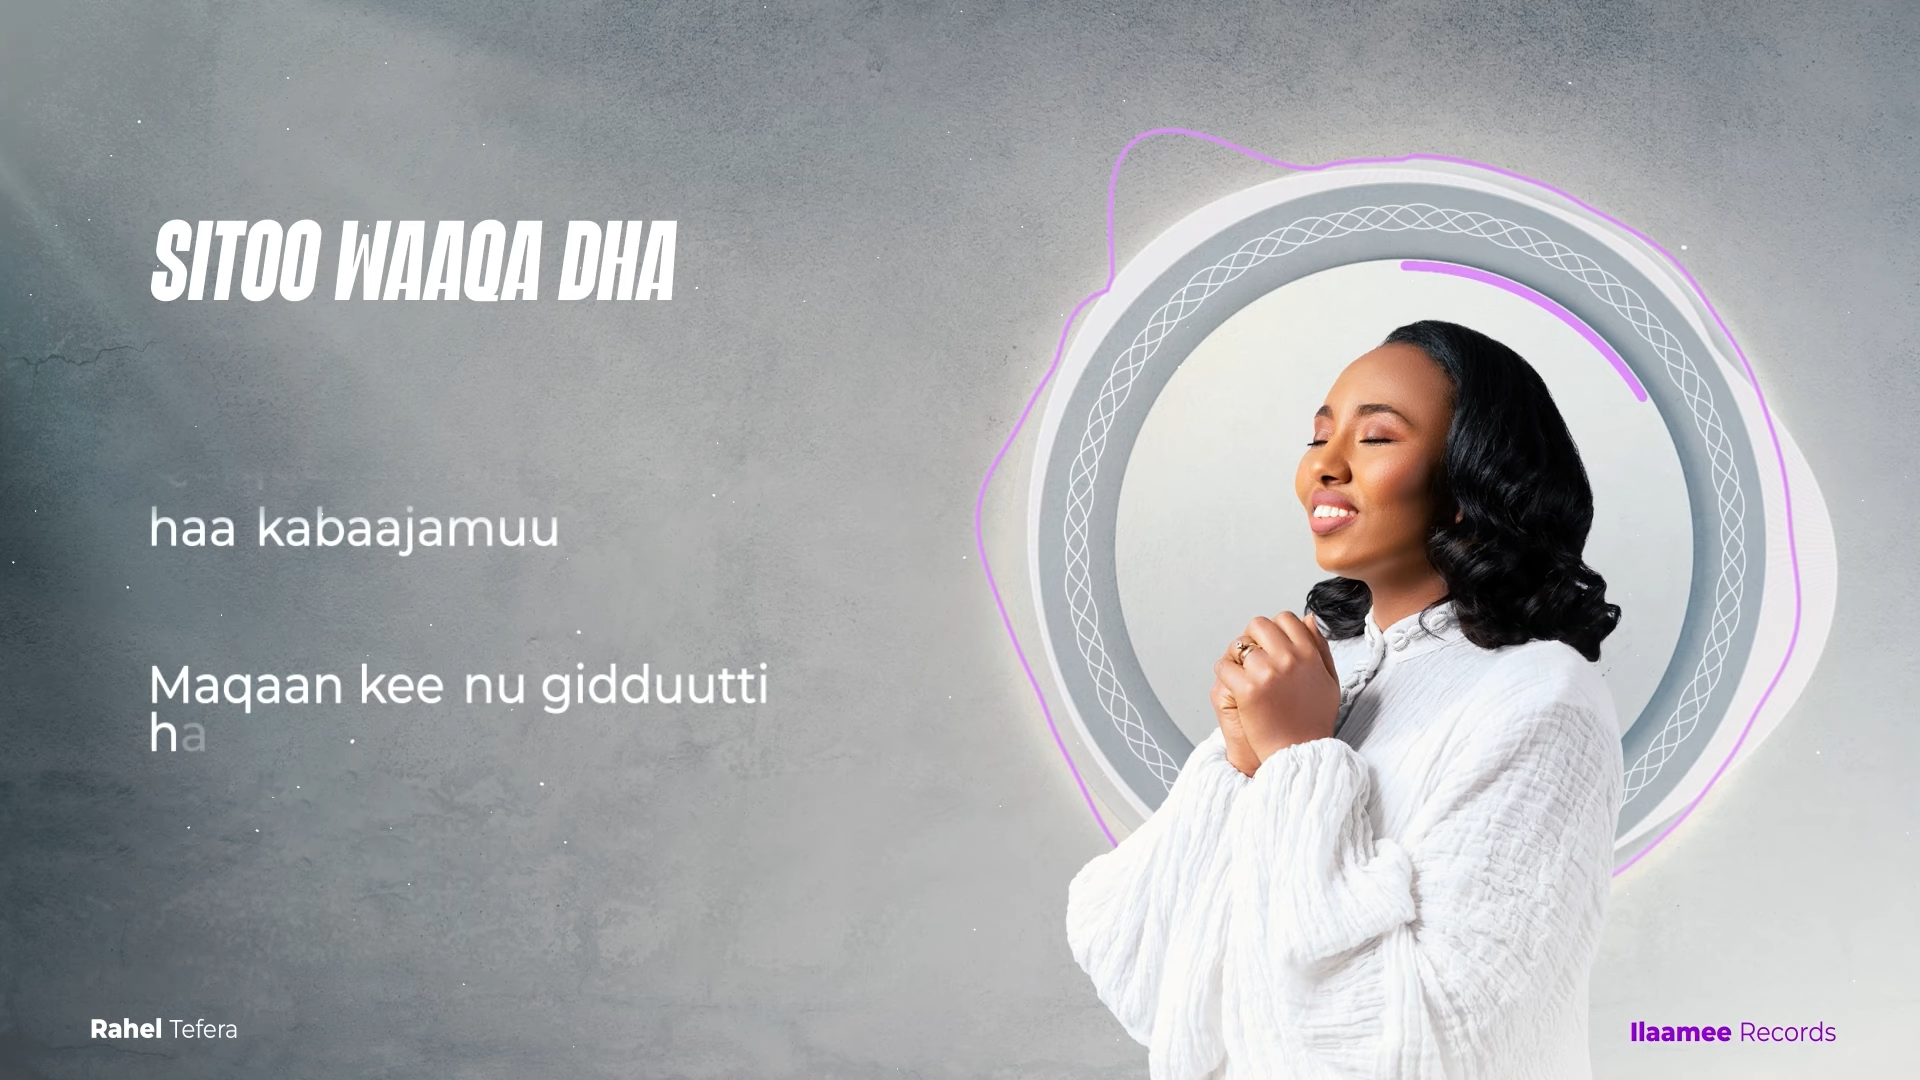 SITOO WAAQA DHA
haa kabaajamuu
Maqaan kee nu gidduutti
ha
Rahel Tefera
Ilaamee Records